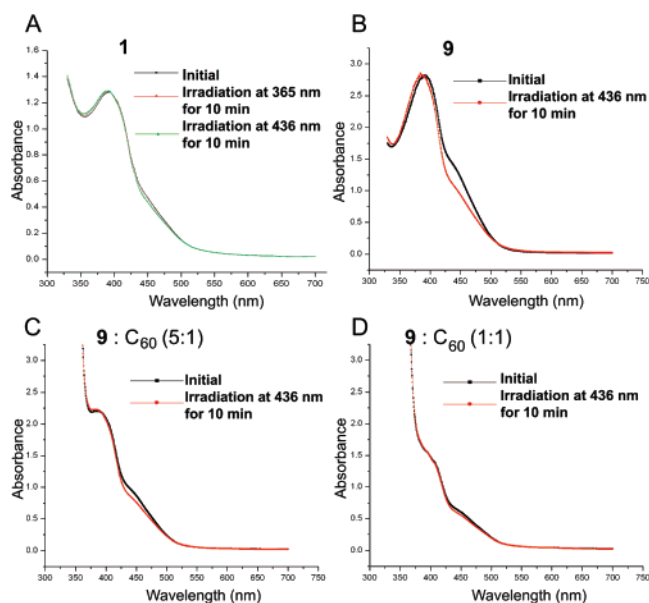 A
1
Initial
Irradiation at 365 nm
for 10 min
Irradiation at 436 nm
for 10 min
Absorbance
1.6
1.4
1.2
1.0
0.8
0.6
0.4
0.2
0.0
300 350 400 450 500 550 600 650 700
Wavelength (nm)
B
9
Initial
Irradiation at 436 nm
for 10 min
Absorbance
3.0
2.5
2.0
1.5
1.0
0.5
0.0
300 350 400 450 500 550 600 650 700 750
Wavelength (nm)
C
9 : C60 (5:1)
Initial
Irradiation at 436 nm
for 10 min
Absorbance
3.0
2.5
2.0
1.5
1.0
0.5
0.0
300 350 400 450 500 550 600 650 700 750
Wavelength (nm)
D
9 : C60 (1:1)
Initial
Irradiation at 436 nm
for 10 min
Absorbance
3.0
2.5
2.0
1.5
1.0
0.5
0.0
300 350 400 450 500 550 600 650 700 750
Wavelength (nm)